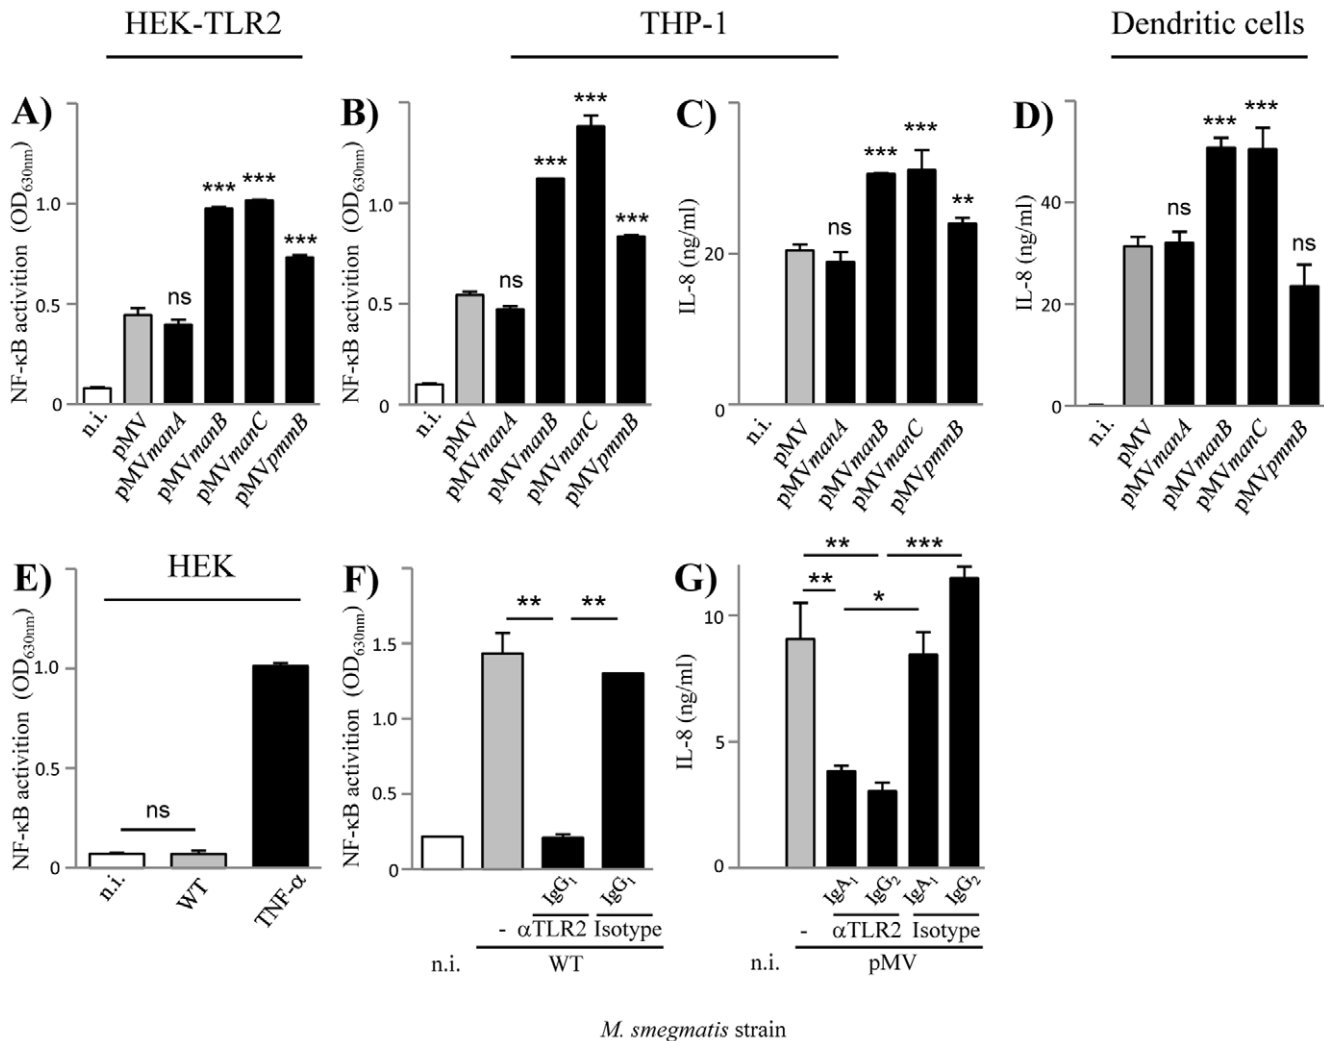 HEK-TLR2
THP-1
Dendritic cells
A)
NF-κB activition (OD630nm)
1.0
0.5
0
ns
***
***
***
n.i.
pMV
pMVmanA
pMVmanB
pMVmanC
pMVpmmB
B)
NF-κB activition (OD630nm)
1.0
0.5
0
ns
***
***
***
n.i.
pMV
pMVmanA
pMVmanB
pMVmanC
pMVpmmB
C)
IL-8 (ng/ml)
20
0
ns
***
***
**
n.i.
pMV
pMVmanA
pMVmanB
pMVmanC
pMVpmmB
D)
IL-8 (ng/ml)
40
20
0
ns
***
***
ns
n.i.
pMV
pMVmanA
pMVmanB
pMVmanC
pMVpmmB
E)
HEK
NF-κB activition (OD630nm)
1.0
0.5
0
ns
n.i.
WT
TNF-α
F)
NF-κB activition (OD630nm)
1.5
1.0
0.5
0
** **
IgG1 IgG1
- αTLR2 Isotype
n.i. WT
G)
IL-8 (ng/ml)
10
5
0
** ***
**
*
IgA1 IgG2 IgA1 IgG2
- αTLR2 Isotype
n.i. pMV
M. smegmatis strain